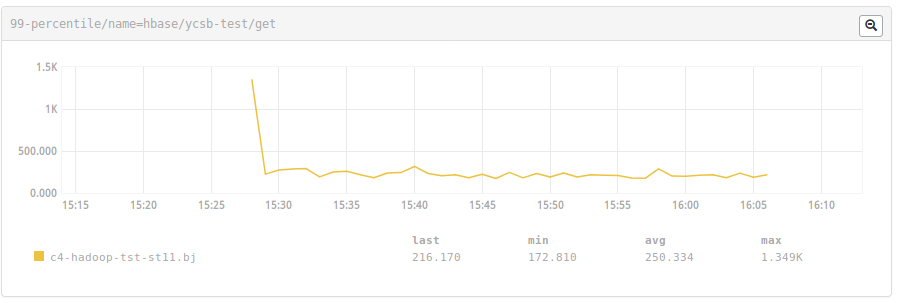 99-percentile/name=hbase/ycsb-test/get
1.5K
1K
500.000
0.000
15:15 15:20 15:25 15:30 15:35 15:40 15:45 15:50 15:55 16:00 16:05 16:10
last min avg max
c4-hadoop-tst-st11.bj 216.170 172.810 250.334 1.349K